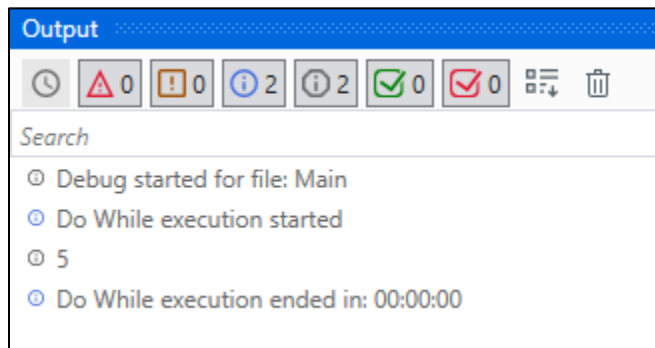 Output
0 0 2 2 0 0
Search
Debug started for file: Main
Do While execution started
5
Do While execution ended in: 00:00:00